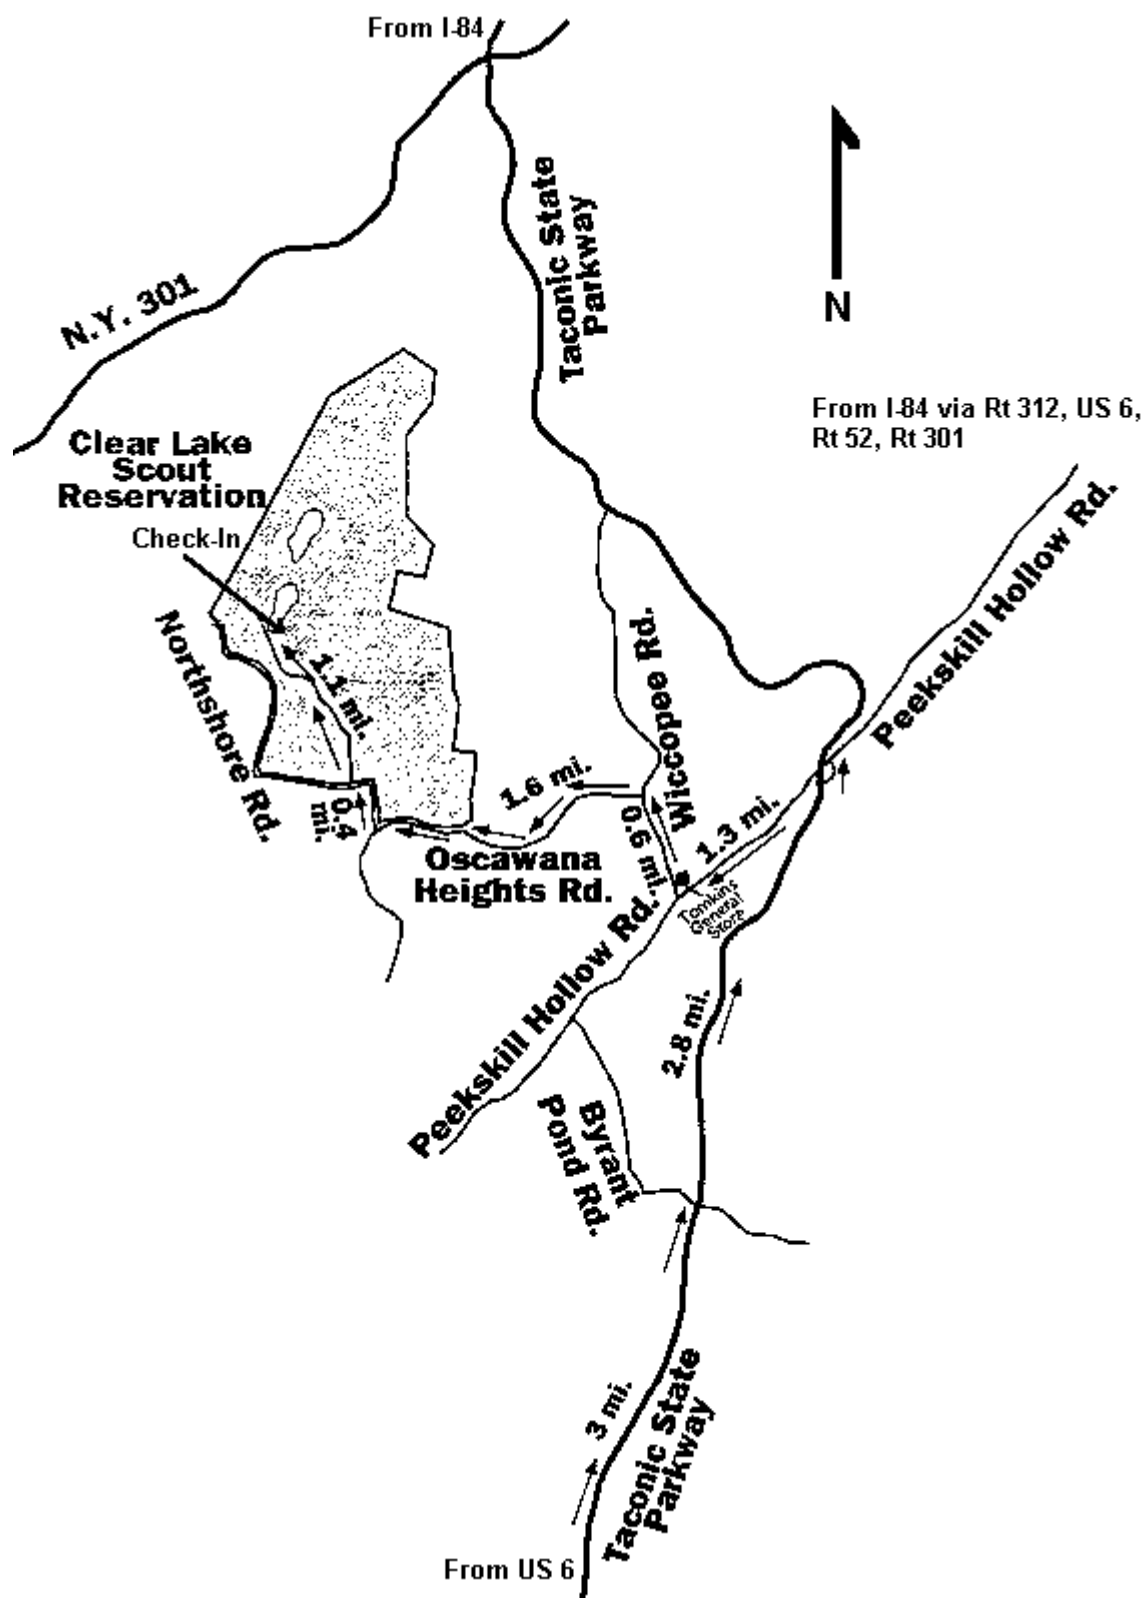 From I-84
Taconic State
Parkway
N.Y. 301
N
From I-84 via Rt 312, US 6,
Rt 52, Rt 301
Clear Lake
Scout
Reservation
Check-In
Peekskill Hollow Rd.
Northshore Rd.
1.1 mi.
Wiccopee Rd.
1.6 mi.
0.4
mi.
0.6 mi.
1.3 mi.
Oscawana
Heights Rd.
Tomkins
General
Store
Peekskill Hollow Rd.
2.8 mi.
Byrant
Pond Rd.
3 mi.
Taconic State
Parkway
From US 6